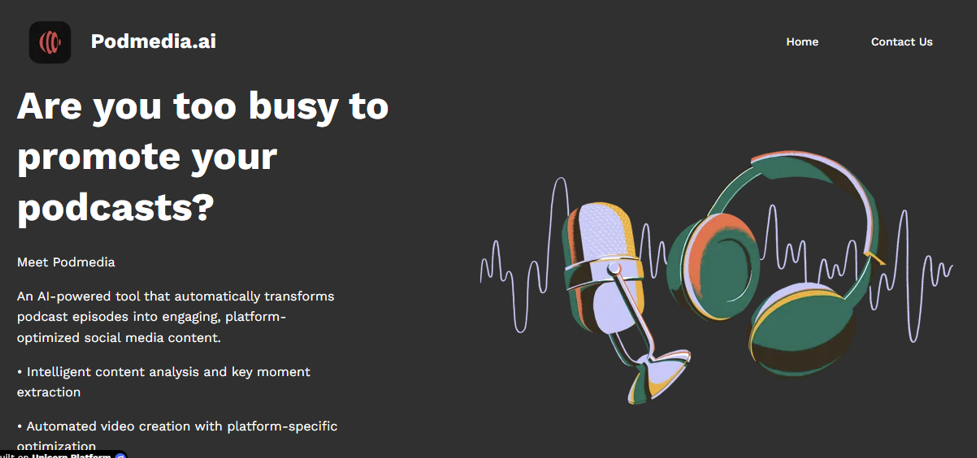 Podmedia.ai
Home
Contact Us
Are you too busy to
promote your
podcasts?
Meet Podmedia
An AI-powered tool that automatically transforms
podcast episodes into engaging, platform-
optimized social media content.
• Intelligent content analysis and key moment
extraction
• Automated video creation with platform-specific
optimization
uilt on Unicorn Platform